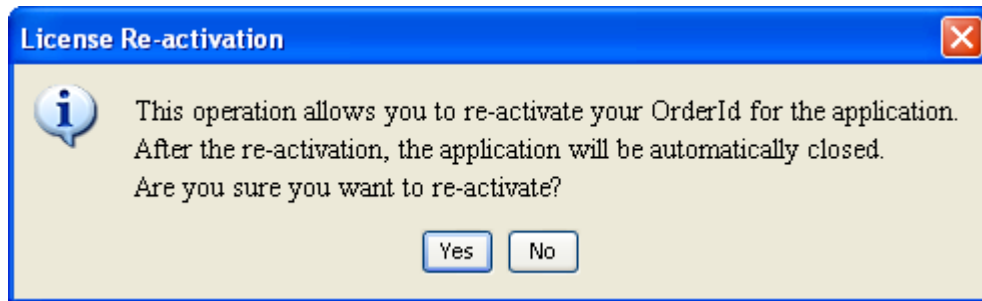 License Re-activation
This operation allows you to re-activate your OrderId for the application.
After the re-activation, the application will be automatically closed.
Are you sure you want to re-activate?
Yes No